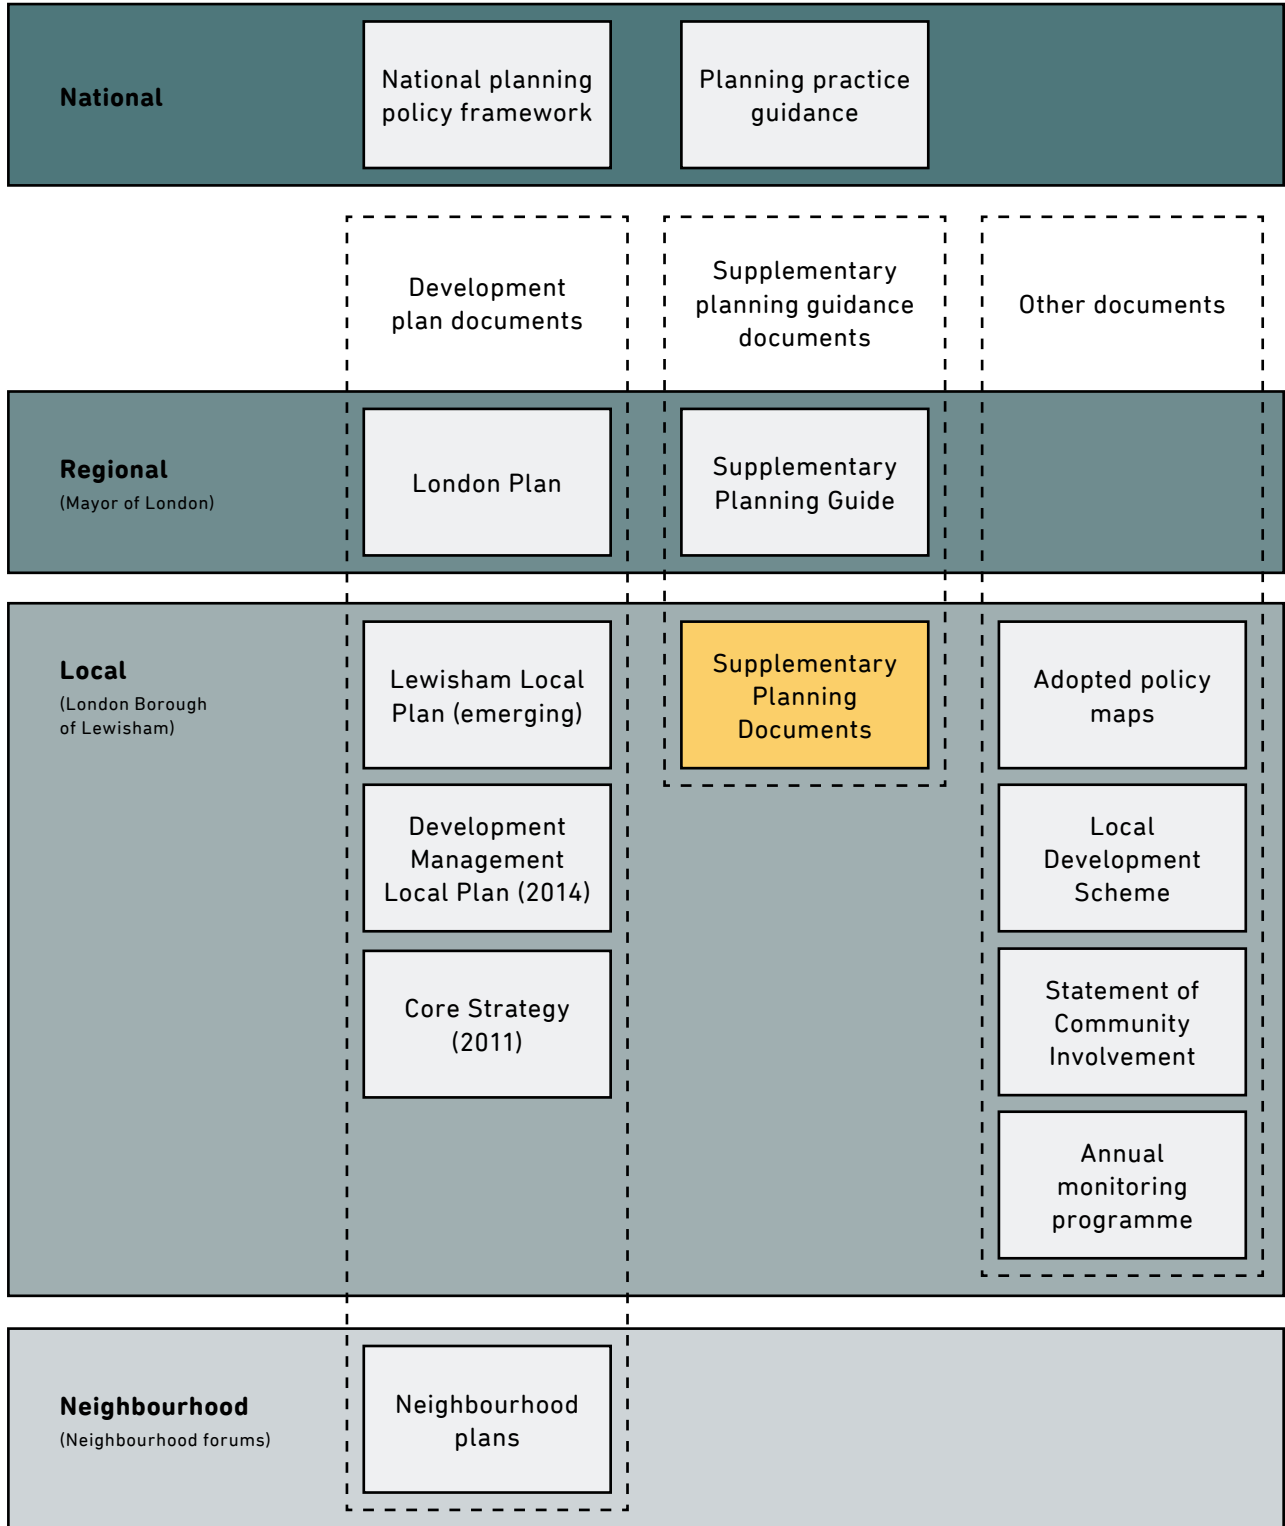 National
National planning
policy framework
Planning practice
guidance
Development
plan documents
Supplementary
planning guidance
documents
Other documents
Regional
(Mayor of London)
London Plan
Supplementary
Planning Guide
Local
(London Borough
of Lewisham)
Lewisham Local
Plan (emerging)
Supplementary
Planning
Documents
Adopted policy
maps
Development
Management
Local Plan (2014)
Local
Development
Scheme
Core Strategy
(2011)
Statement of
Community
Involvement
Annual
monitoring
programme
Neighbourhood
(Neighbourhood forums)
Neighbourhood
plans